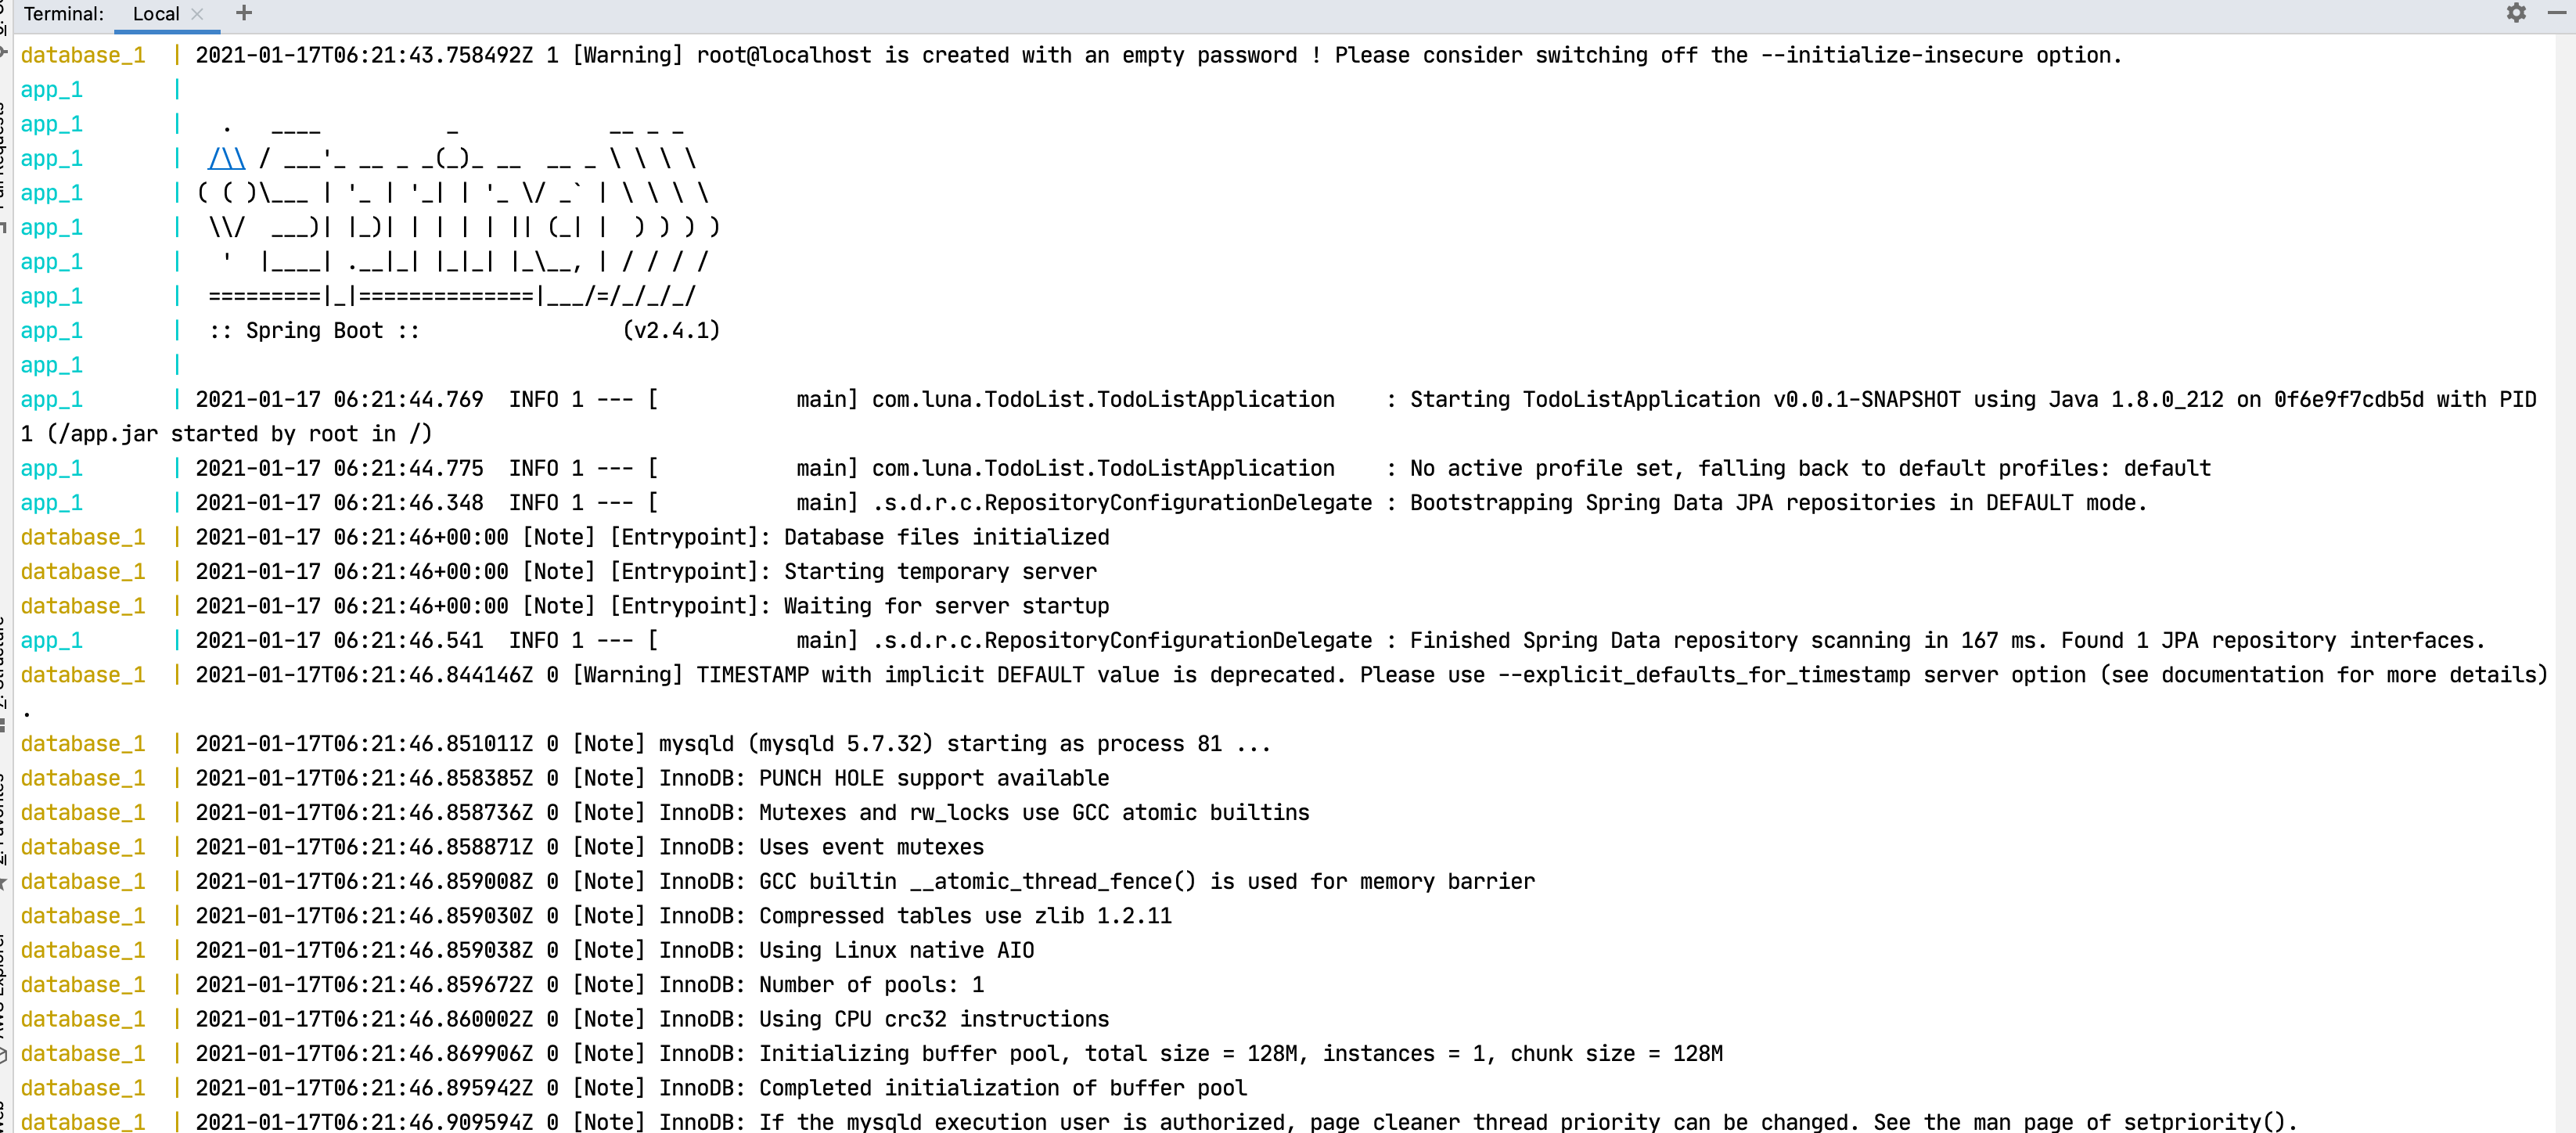 Terminal: Local × +
database_1  | 2021-01-17T06:21:43.758492Z 1 [Warning] root@localhost is created with an empty password ! Please consider switching off the --initialize-insecure option.
app_1       |
app_1       |   .   ____          _            __ _ _
app_1       |  /\\ / ___'_ __ _ _(_)_ __  __ _ \ \ \ \
app_1       | ( ( )\___ | '_ | '_| | '_ \/ _` | \ \ \ \
app_1       |  \\/  ___)| |_)| | | | | || (_| |  ) ) ) )
app_1       |   '  |____| .__|_| |_|_| |_\__, | / / / /
app_1       |  =========|_|==============|___/=/_/_/_/
app_1       |  :: Spring Boot ::                (v2.4.1)
app_1       |
app_1       | 2021-01-17 06:21:44.769  INFO 1 --- [           main] com.luna.TodoList.TodoListApplication    : Starting TodoListApplication v0.0.1-SNAPSHOT using Java 1.8.0_212 on 0f6e9f7cdb5d with PID
1 (/app.jar started by root in /)
app_1       | 2021-01-17 06:21:44.775  INFO 1 --- [           main] com.luna.TodoList.TodoListApplication    : No active profile set, falling back to default profiles: default
app_1       | 2021-01-17 06:21:46.348  INFO 1 --- [           main] .s.d.r.c.RepositoryConfigurationDelegate : Bootstrapping Spring Data JPA repositories in DEFAULT mode.
database_1  | 2021-01-17 06:21:46+00:00 [Note] [Entrypoint]: Database files initialized
database_1  | 2021-01-17 06:21:46+00:00 [Note] [Entrypoint]: Starting temporary server
database_1  | 2021-01-17 06:21:46+00:00 [Note] [Entrypoint]: Waiting for server startup
app_1       | 2021-01-17 06:21:46.541  INFO 1 --- [           main] .s.d.r.c.RepositoryConfigurationDelegate : Finished Spring Data repository scanning in 167 ms. Found 1 JPA repository interfaces.
database_1  | 2021-01-17T06:21:46.844146Z 0 [Warning] TIMESTAMP with implicit DEFAULT value is deprecated. Please use --explicit_defaults_for_timestamp server option (see documentation for more details)
.
database_1  | 2021-01-17T06:21:46.851011Z 0 [Note] mysqld (mysqld 5.7.32) starting as process 81 ...
database_1  | 2021-01-17T06:21:46.858385Z 0 [Note] InnoDB: PUNCH HOLE support available
database_1  | 2021-01-17T06:21:46.858736Z 0 [Note] InnoDB: Mutexes and rw_locks use GCC atomic builtins
database_1  | 2021-01-17T06:21:46.858871Z 0 [Note] InnoDB: Uses event mutexes
database_1  | 2021-01-17T06:21:46.859008Z 0 [Note] InnoDB: GCC builtin __atomic_thread_fence() is used for memory barrier
database_1  | 2021-01-17T06:21:46.859030Z 0 [Note] InnoDB: Compressed tables use zlib 1.2.11
database_1  | 2021-01-17T06:21:46.859038Z 0 [Note] InnoDB: Using Linux native AIO
database_1  | 2021-01-17T06:21:46.859672Z 0 [Note] InnoDB: Number of pools: 1
database_1  | 2021-01-17T06:21:46.860002Z 0 [Note] InnoDB: Using CPU crc32 instructions
database_1  | 2021-01-17T06:21:46.869906Z 0 [Note] InnoDB: Initializing buffer pool, total size = 128M, instances = 1, chunk size = 128M
database_1  | 2021-01-17T06:21:46.895942Z 0 [Note] InnoDB: Completed initialization of buffer pool
database_1  | 2021-01-17T06:21:46.909594Z 0 [Note] InnoDB: If the mysqld execution user is authorized, page cleaner thread priority can be changed. See the man page of setpriority().